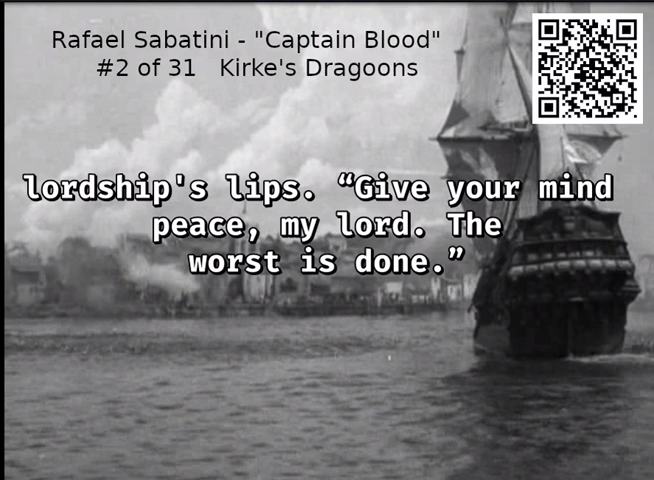 Rafael Sabatini - "Captain Blood"
#2 of 31   Kirke's Dragoons
lordship's lips. “Give your mind
peace, my lord. The
worst is done.”